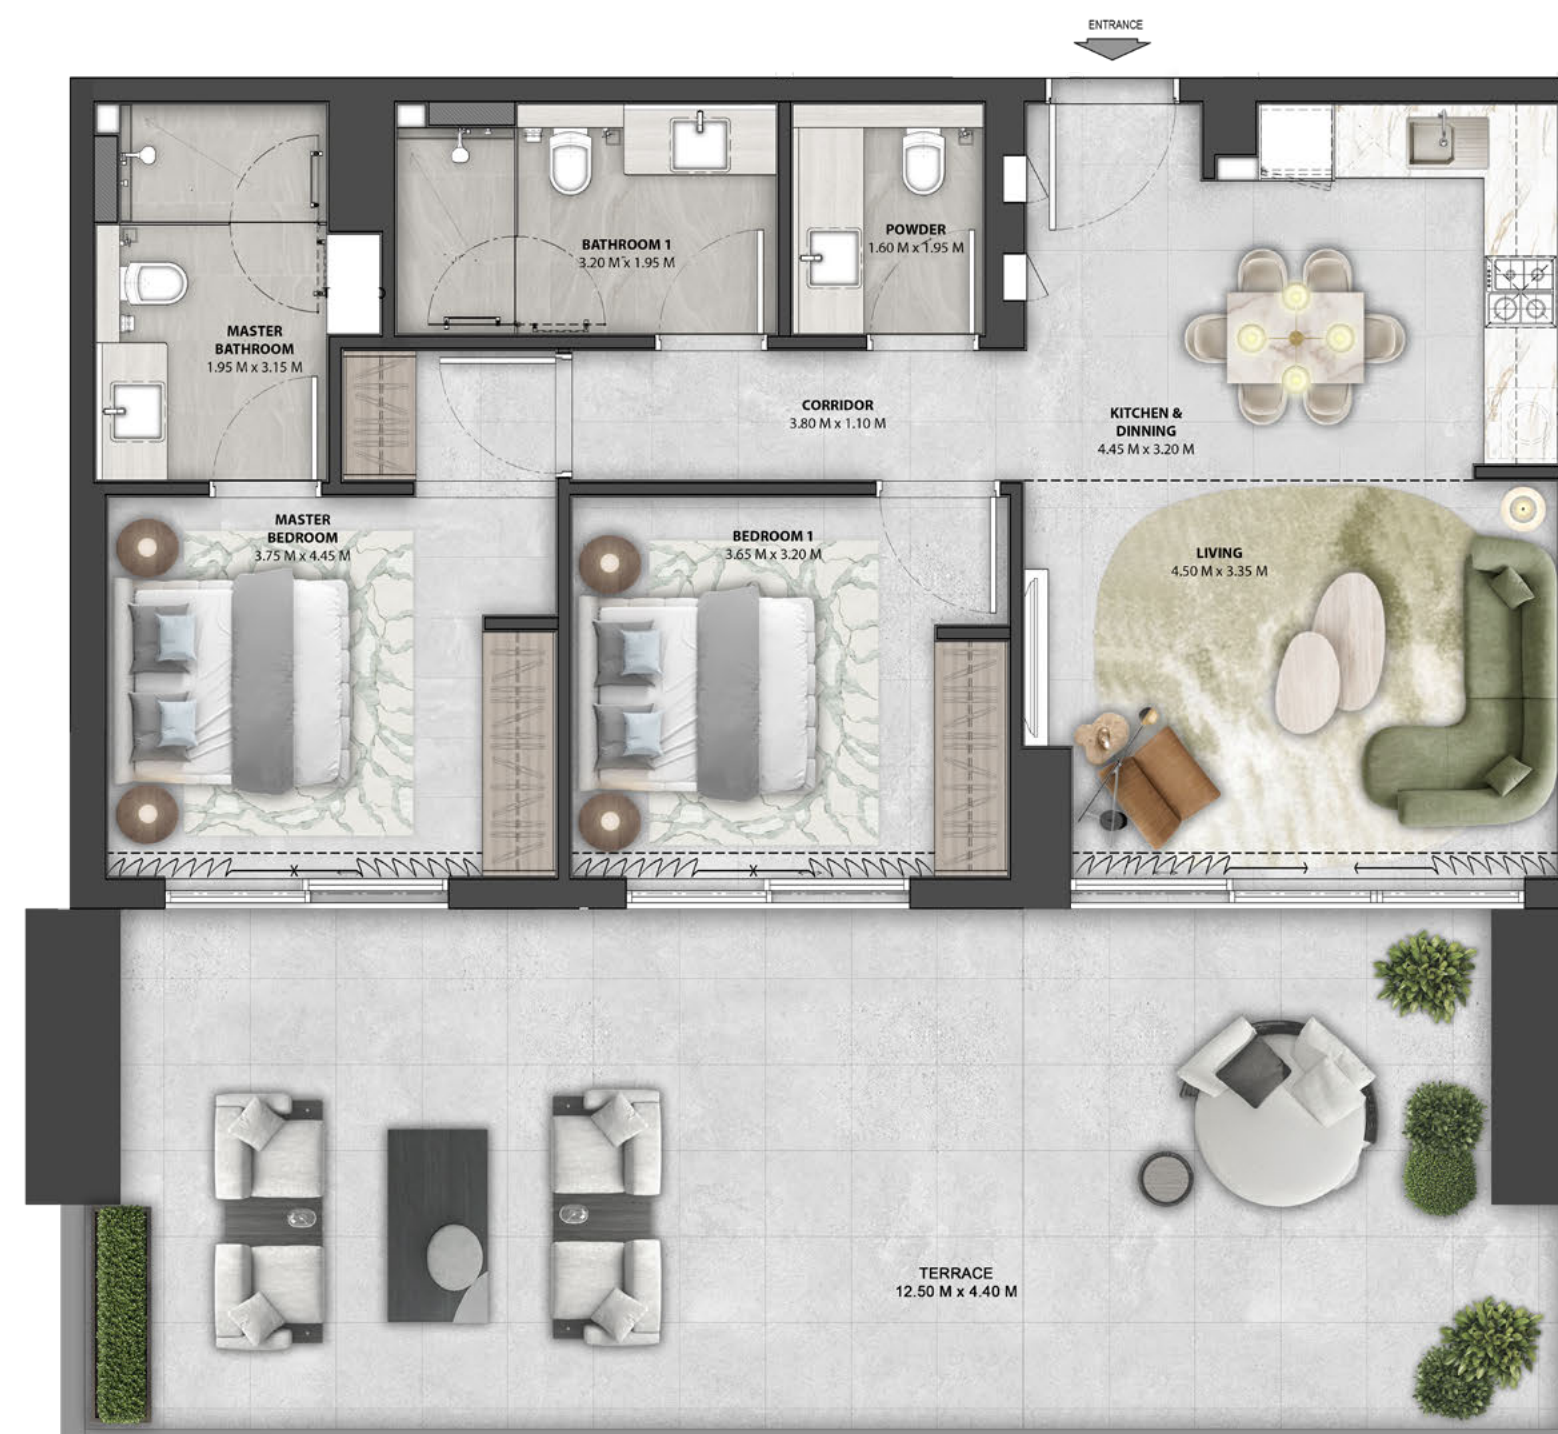 ENTRANCE
BATHROOM 1
3.20 M x 1.95 M
POWDER
1.60 M x 1.95 M
MASTER
BATHROOM
1.95 M x 3.15 M
CORRIDOR
3.80 M x 1.10 M
KITCHEN &
DINNING
4.45 M x 3.20 M
MASTER
BEDROOM
3.75 M x 4.45 M
BEDROOM 1
3.65 M x 3.20 M
LIVING
4.50 M x 3.35 M
TERRACE
12.50 M x 4.40 M